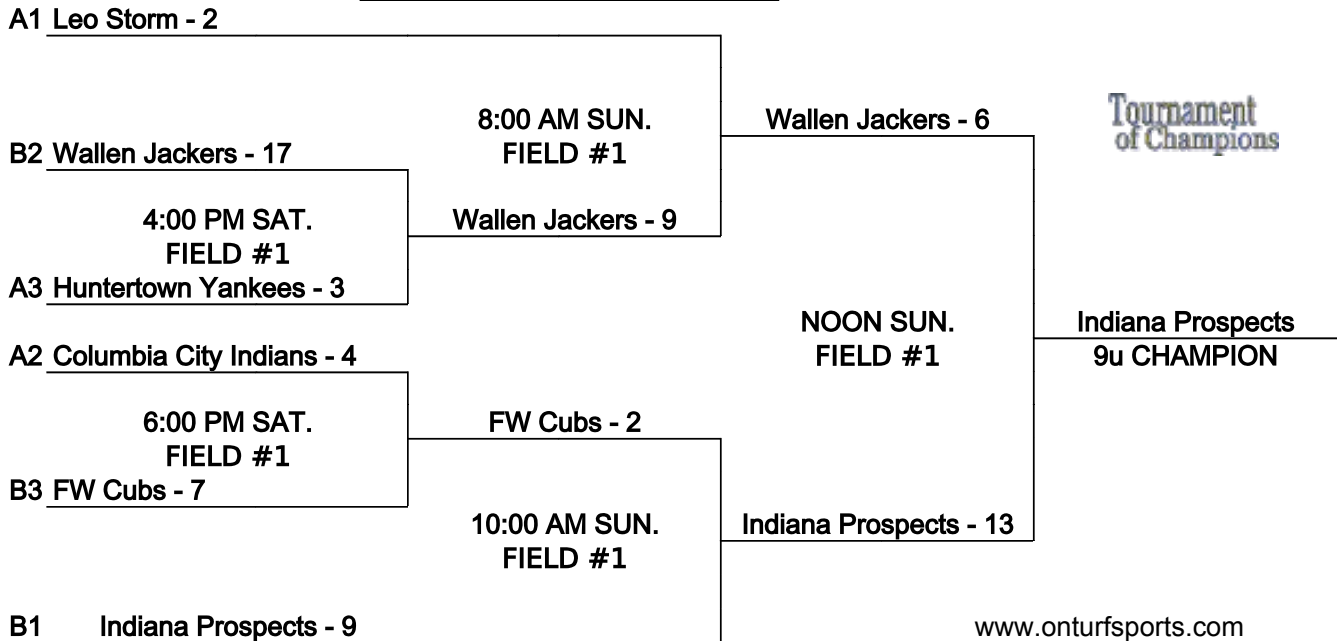 A1 Leo Storm - 2
8:00 AM SUN.
FIELD #1
Wallen Jackers - 6
Tournament
of Champions
B2 Wallen Jackers - 17
4:00 PM SAT.
FIELD #1
Wallen Jackers - 9
A3 Huntertown Yankees - 3
NOON SUN.
FIELD #1
Indiana Prospects
9u CHAMPION
A2 Columbia City Indians - 4
6:00 PM SAT.
FIELD #1
FW Cubs - 2
B3 FW Cubs - 7
10:00 AM SUN.
FIELD #1
Indiana Prospects - 13
B1 Indiana Prospects - 9
www.onturfsports.com